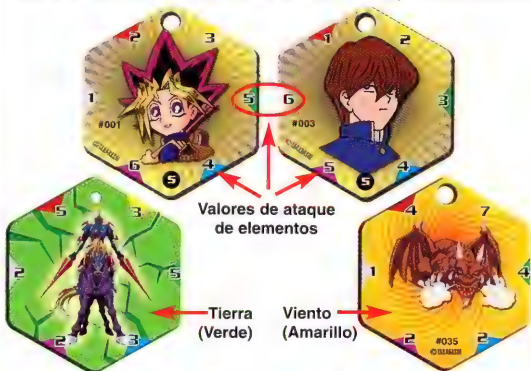 2 3
1 5
#001
6 4
5
1 2
6 3
#003
5 4
5
Valores de ataque
de elementos
5 3
2 5
2 3
Tierra
(Verde)
Viento
(Amarillo)
4 7
1 4
#035
2 2